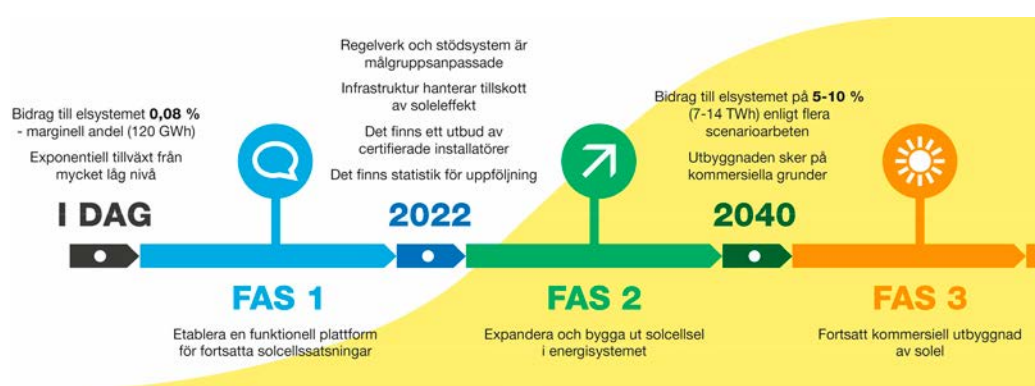 Bidrag till elsystemet 0,08 %
- marginell andel (120 GWh)
Exponentiell tillväxt från
mycket låg nivå
I DAG
FAS 1
Etablera en funktionell plattform
för fortsatta solcellssatsningar
Regelverk och stödsystem är
målgruppsanpassade
Infrastruktur hanterar tillskott
av soleleffekt
Det finns ett utbud av
certifierade installatörer
Det finns statistik för uppföljning
2022
FAS 2
Expandera och bygga ut solcellsel
i energisystemet
Bidrag till elsystemet på 5-10 %
(7-14 TWh) enligt flera
scenarioarbeten
Utbyggnaden sker på
kommersiella grunder
2040
FAS 3
Fortsatt kommersiell utbyggnad
av solel